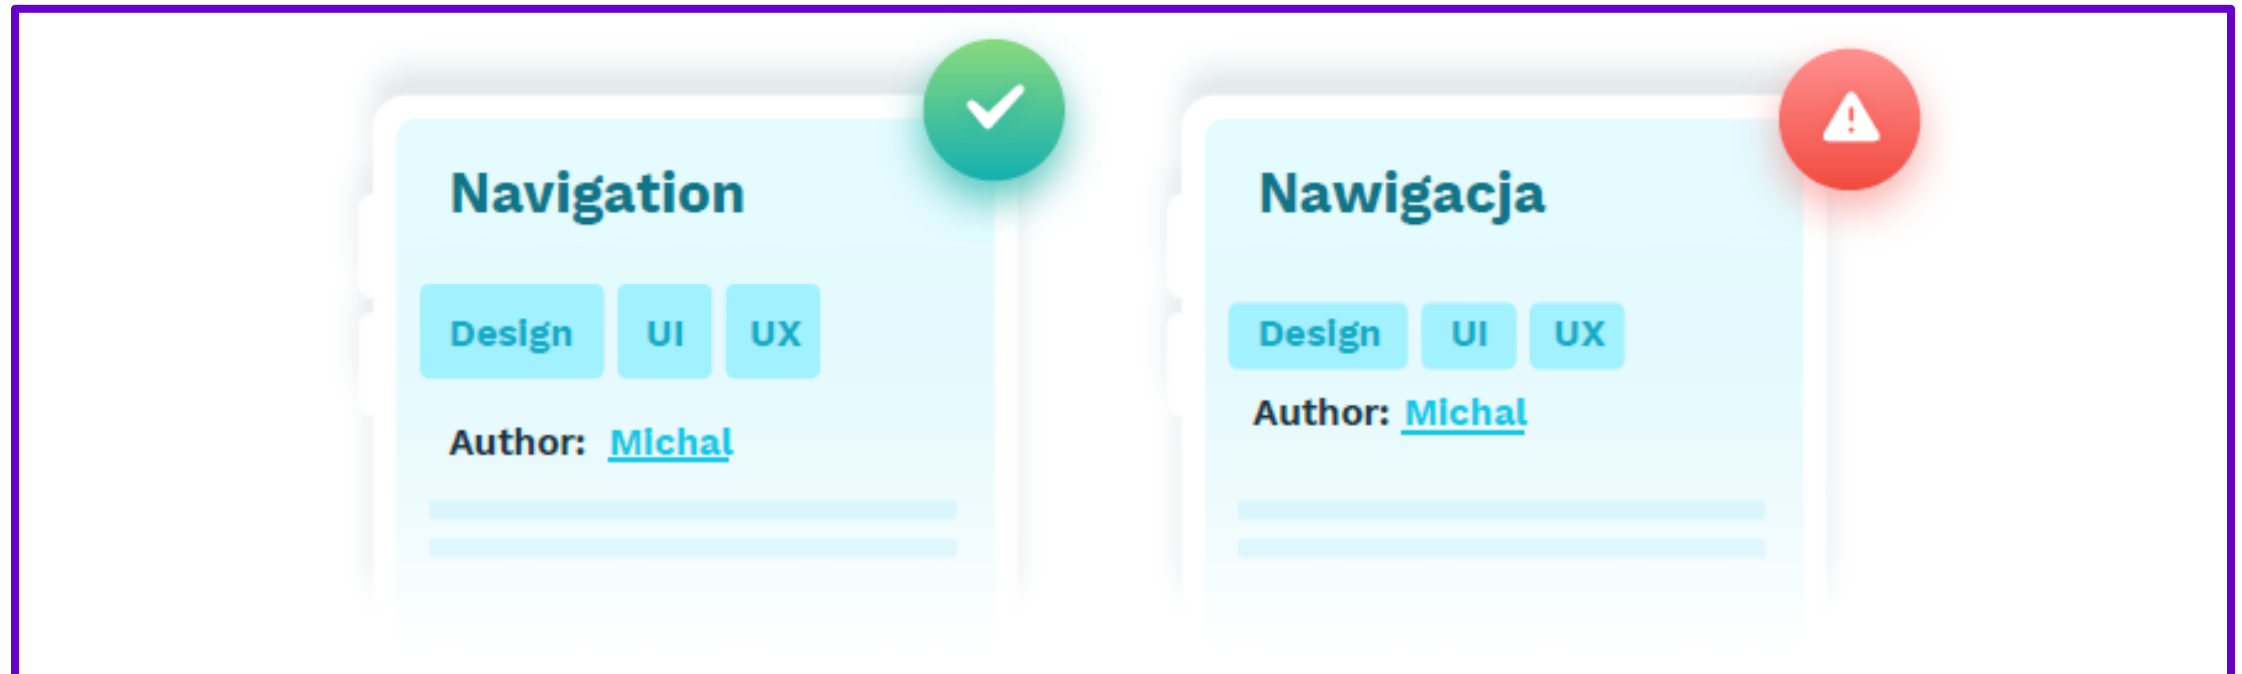 Navigation
Design UI UX
Author: Michal
Nawigacja
Design UI UX
Author: Michal